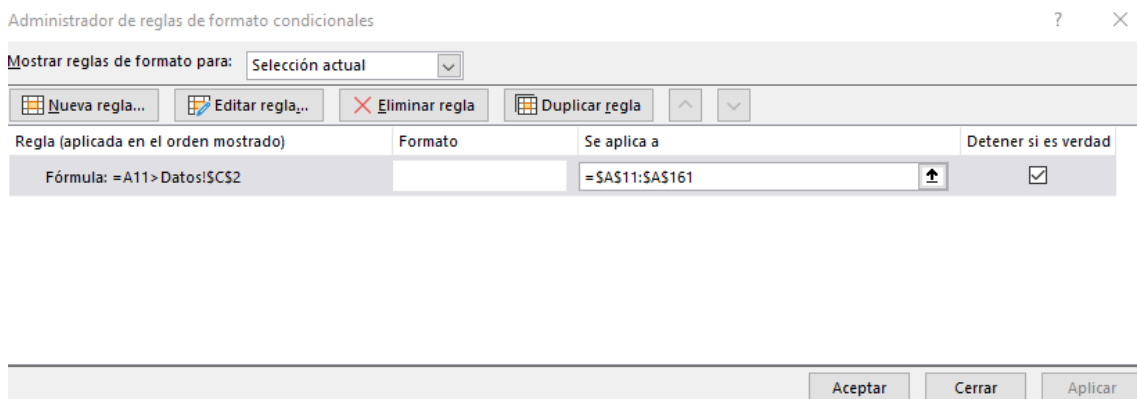 Administrador de reglas de formato condicionales ? ×
Mostrar reglas de formato para: Selección actual
Nueva regla... Editar regla... Eliminar regla Duplicar regla
Regla (aplicada en el orden mostrado) Formato Se aplica a Detener si es verdad
Fórmula: =A11>Datos!$C$2 =$A$11:$A$161
Aceptar Cerrar Aplicar